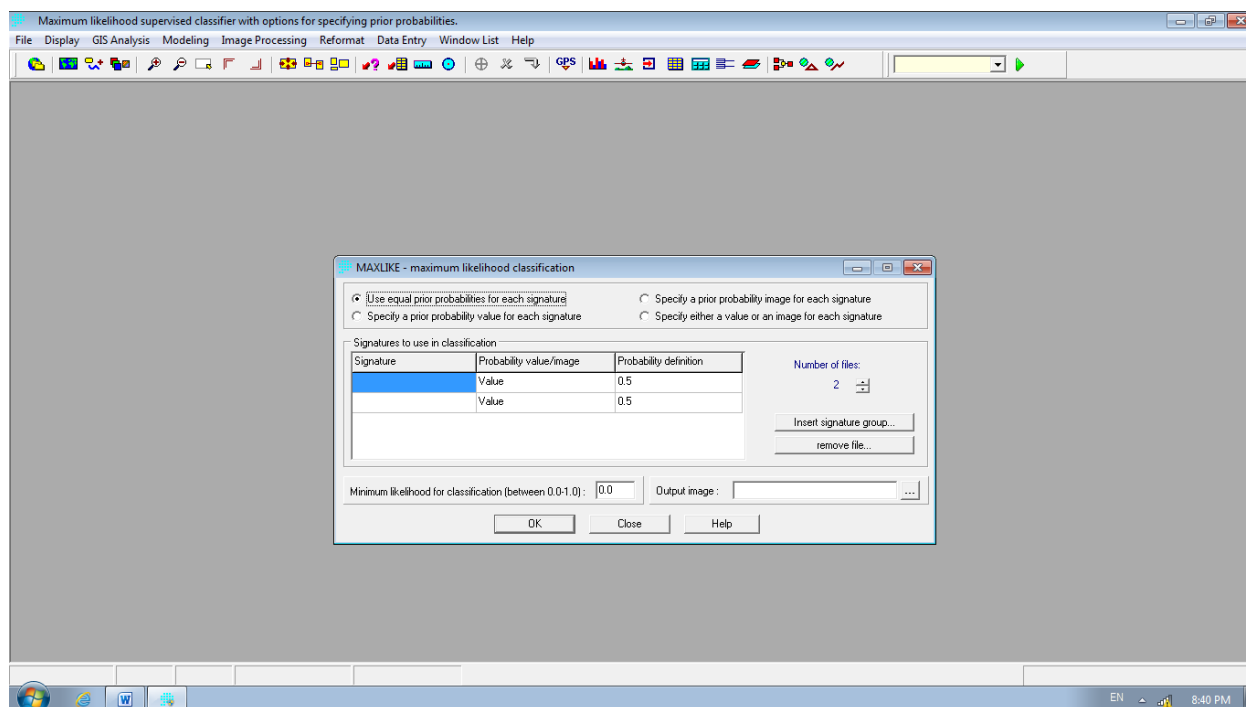 Maximum likelihood supervised classifier with options for specifying prior probabilities.
File Display GIS Analysis Modeling Image Processing Reformat Data Entry Window List Help
GPS
MAXLIKE - maximum likelihood classification
Use equal prior probabilities for each signature
Specify a prior probability image for each signature
Specify a prior probability value for each signature
Specify either a value or an image for each signature
Signatures to use in classification
Signature Probability value/image Probability definition
Value 0.5
Value 0.5
Number of files:
2
Insert signature group...
remove file...
Minimum likelihood for classification (between 0.0-1.0) : 0.0
Output image :
...
OK Close Help
W
EN 8:40 PM